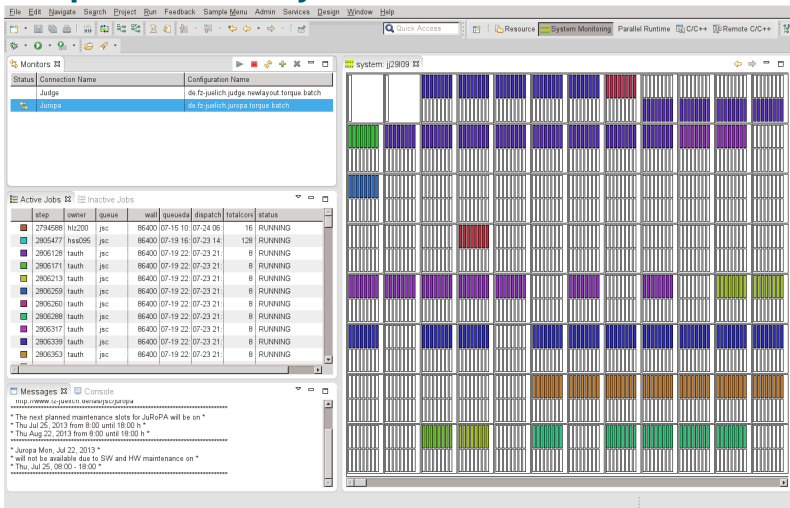 File Edit Navigate Search Project Run Feedback Sample Menu Admin Services Design Window Help
Quick Access Resource System Monitoring Parallel Runtime C/C++ Remote C/C++
Monitors
Status Connection Name Configuration Name
Judge de.fz-juelich.judge.newlayout.torque.batch
Juropa de.fz-juelich.juropa.torque.batch
Active Jobs Inactive Jobs
step owner queue wall queueda dispatch totalcore status
2794588 hlz200 jsc 86400 07-15 10: 07-24 06: 16 RUNNING
2805477 hss095 jsc 86400 07-19 16: 07-23 14: 128 RUNNING
2806128 tauth jsc 86400 07-19 22: 07-23 21: 8 RUNNING
2806171 tauth jsc 86400 07-19 22: 07-23 21: 8 RUNNING
2806213 tauth jsc 86400 07-19 22: 07-23 21: 8 RUNNING
2806259 tauth jsc 86400 07-19 22: 07-23 21: 8 RUNNING
2806260 tauth jsc 86400 07-19 22: 07-23 21: 8 RUNNING
2806288 tauth jsc 86400 07-19 22: 07-23 21: 8 RUNNING
2806317 tauth jsc 86400 07-19 22: 07-23 21: 8 RUNNING
2806339 tauth jsc 86400 07-19 22: 07-23 21: 8 RUNNING
2806353 tauth jsc 86400 07-19 22: 07-23 21: 8 RUNNING
Messages Console
* The next planned maintenance slots for JuRoPA will be on *
* Thu Jul 25, 2013 from 8:00 until 18:00 h *
* Thu Aug 22, 2013 from 8:00 until 18:00 h *
* Juropa Mon, Jul 22, 2013 *
* will not be available due to SW and HW maintenance on *
* Thu, Jul 25, 08:00 - 18:00 *
system: jj29l09